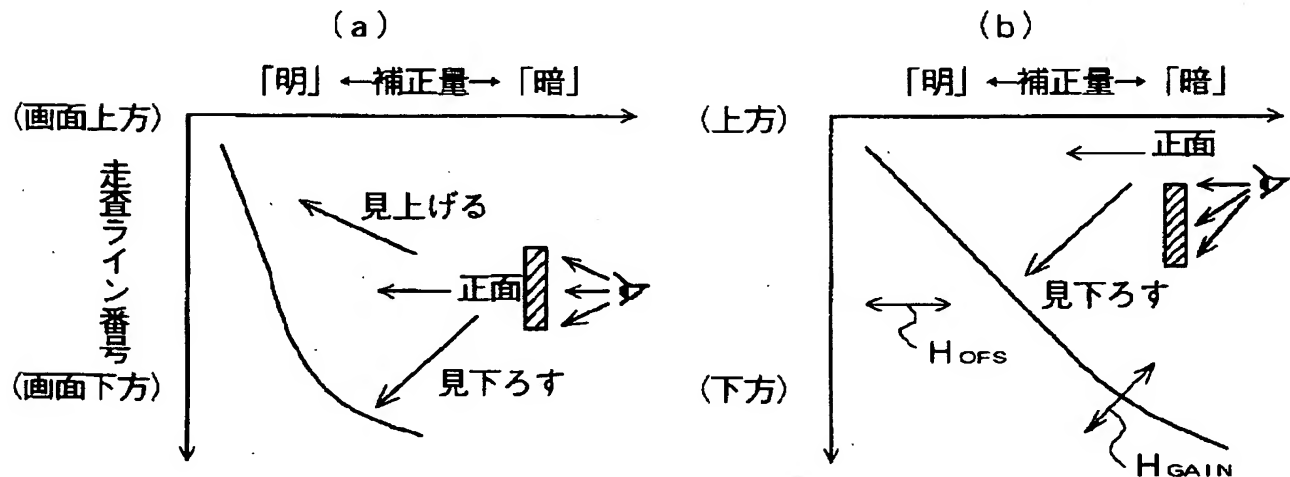 (a)
「明」←補正量→「暗」
(画面上方)
走査ライン番号
見上げる
正面
見下ろす
(画面下方)
(b)
「明」←補正量→「暗」
(上方)
正面
見下ろす
HOFS
(下方)
HGAIN